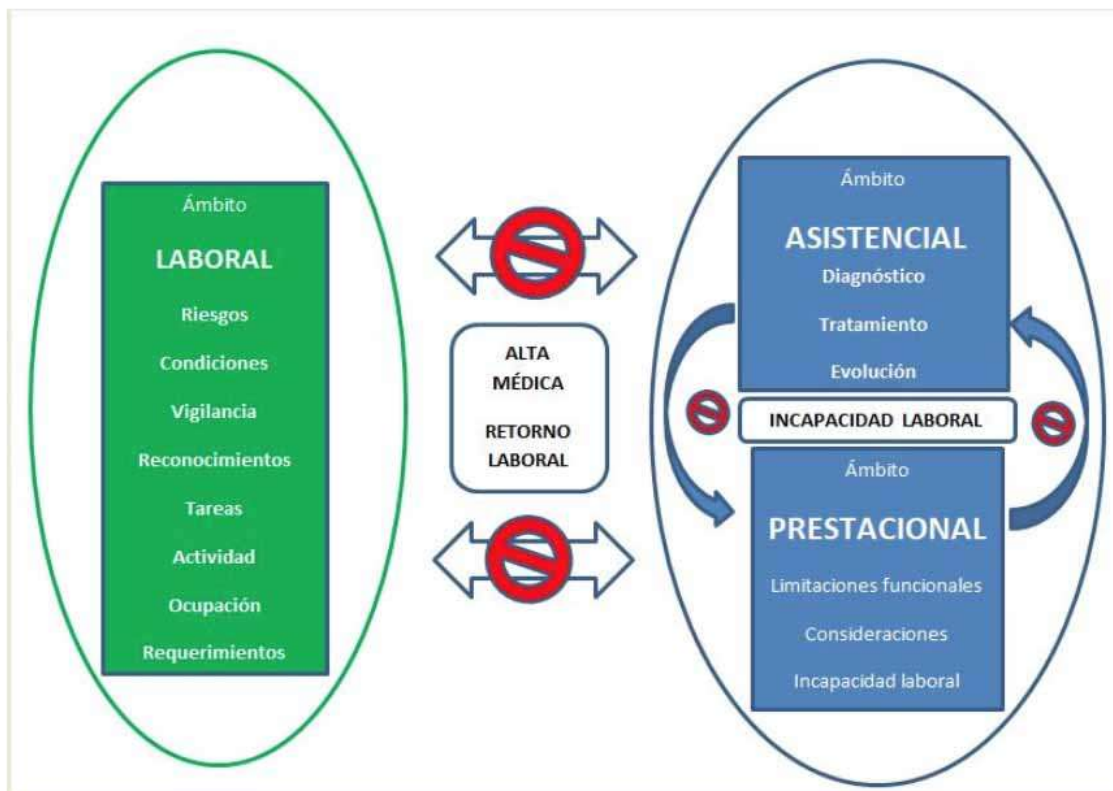 Ámbito
LABORAL
Riesgos
Condiciones
Vigilancia
Reconocimientos
Tareas
Actividad
Ocupación
Requerimientos
ALTA
MÉDICA
RETORNO
LABORAL
Ámbito
ASISTENCIAL
Diagnóstico
Tratamiento
Evolución
INCAPACIDAD LABORAL
Ámbito
PRESTACIONAL
Limitaciones funcionales
Consideraciones
Incapacidad laboral